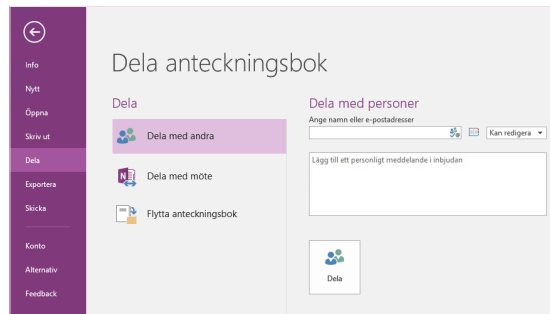 Info
Nytt
Öppna
Skriv ut
Dela
Exportera
Skicka
Konto
Alternativ
Feedback
Dela anteckningsbok
Dela
Dela med andra
Dela med möte
Flytta anteckningsbok
Dela med personer
Ange namn eller e-postadresser
Kan redigera
Lägg till ett personligt meddelande i inbjudan
Dela